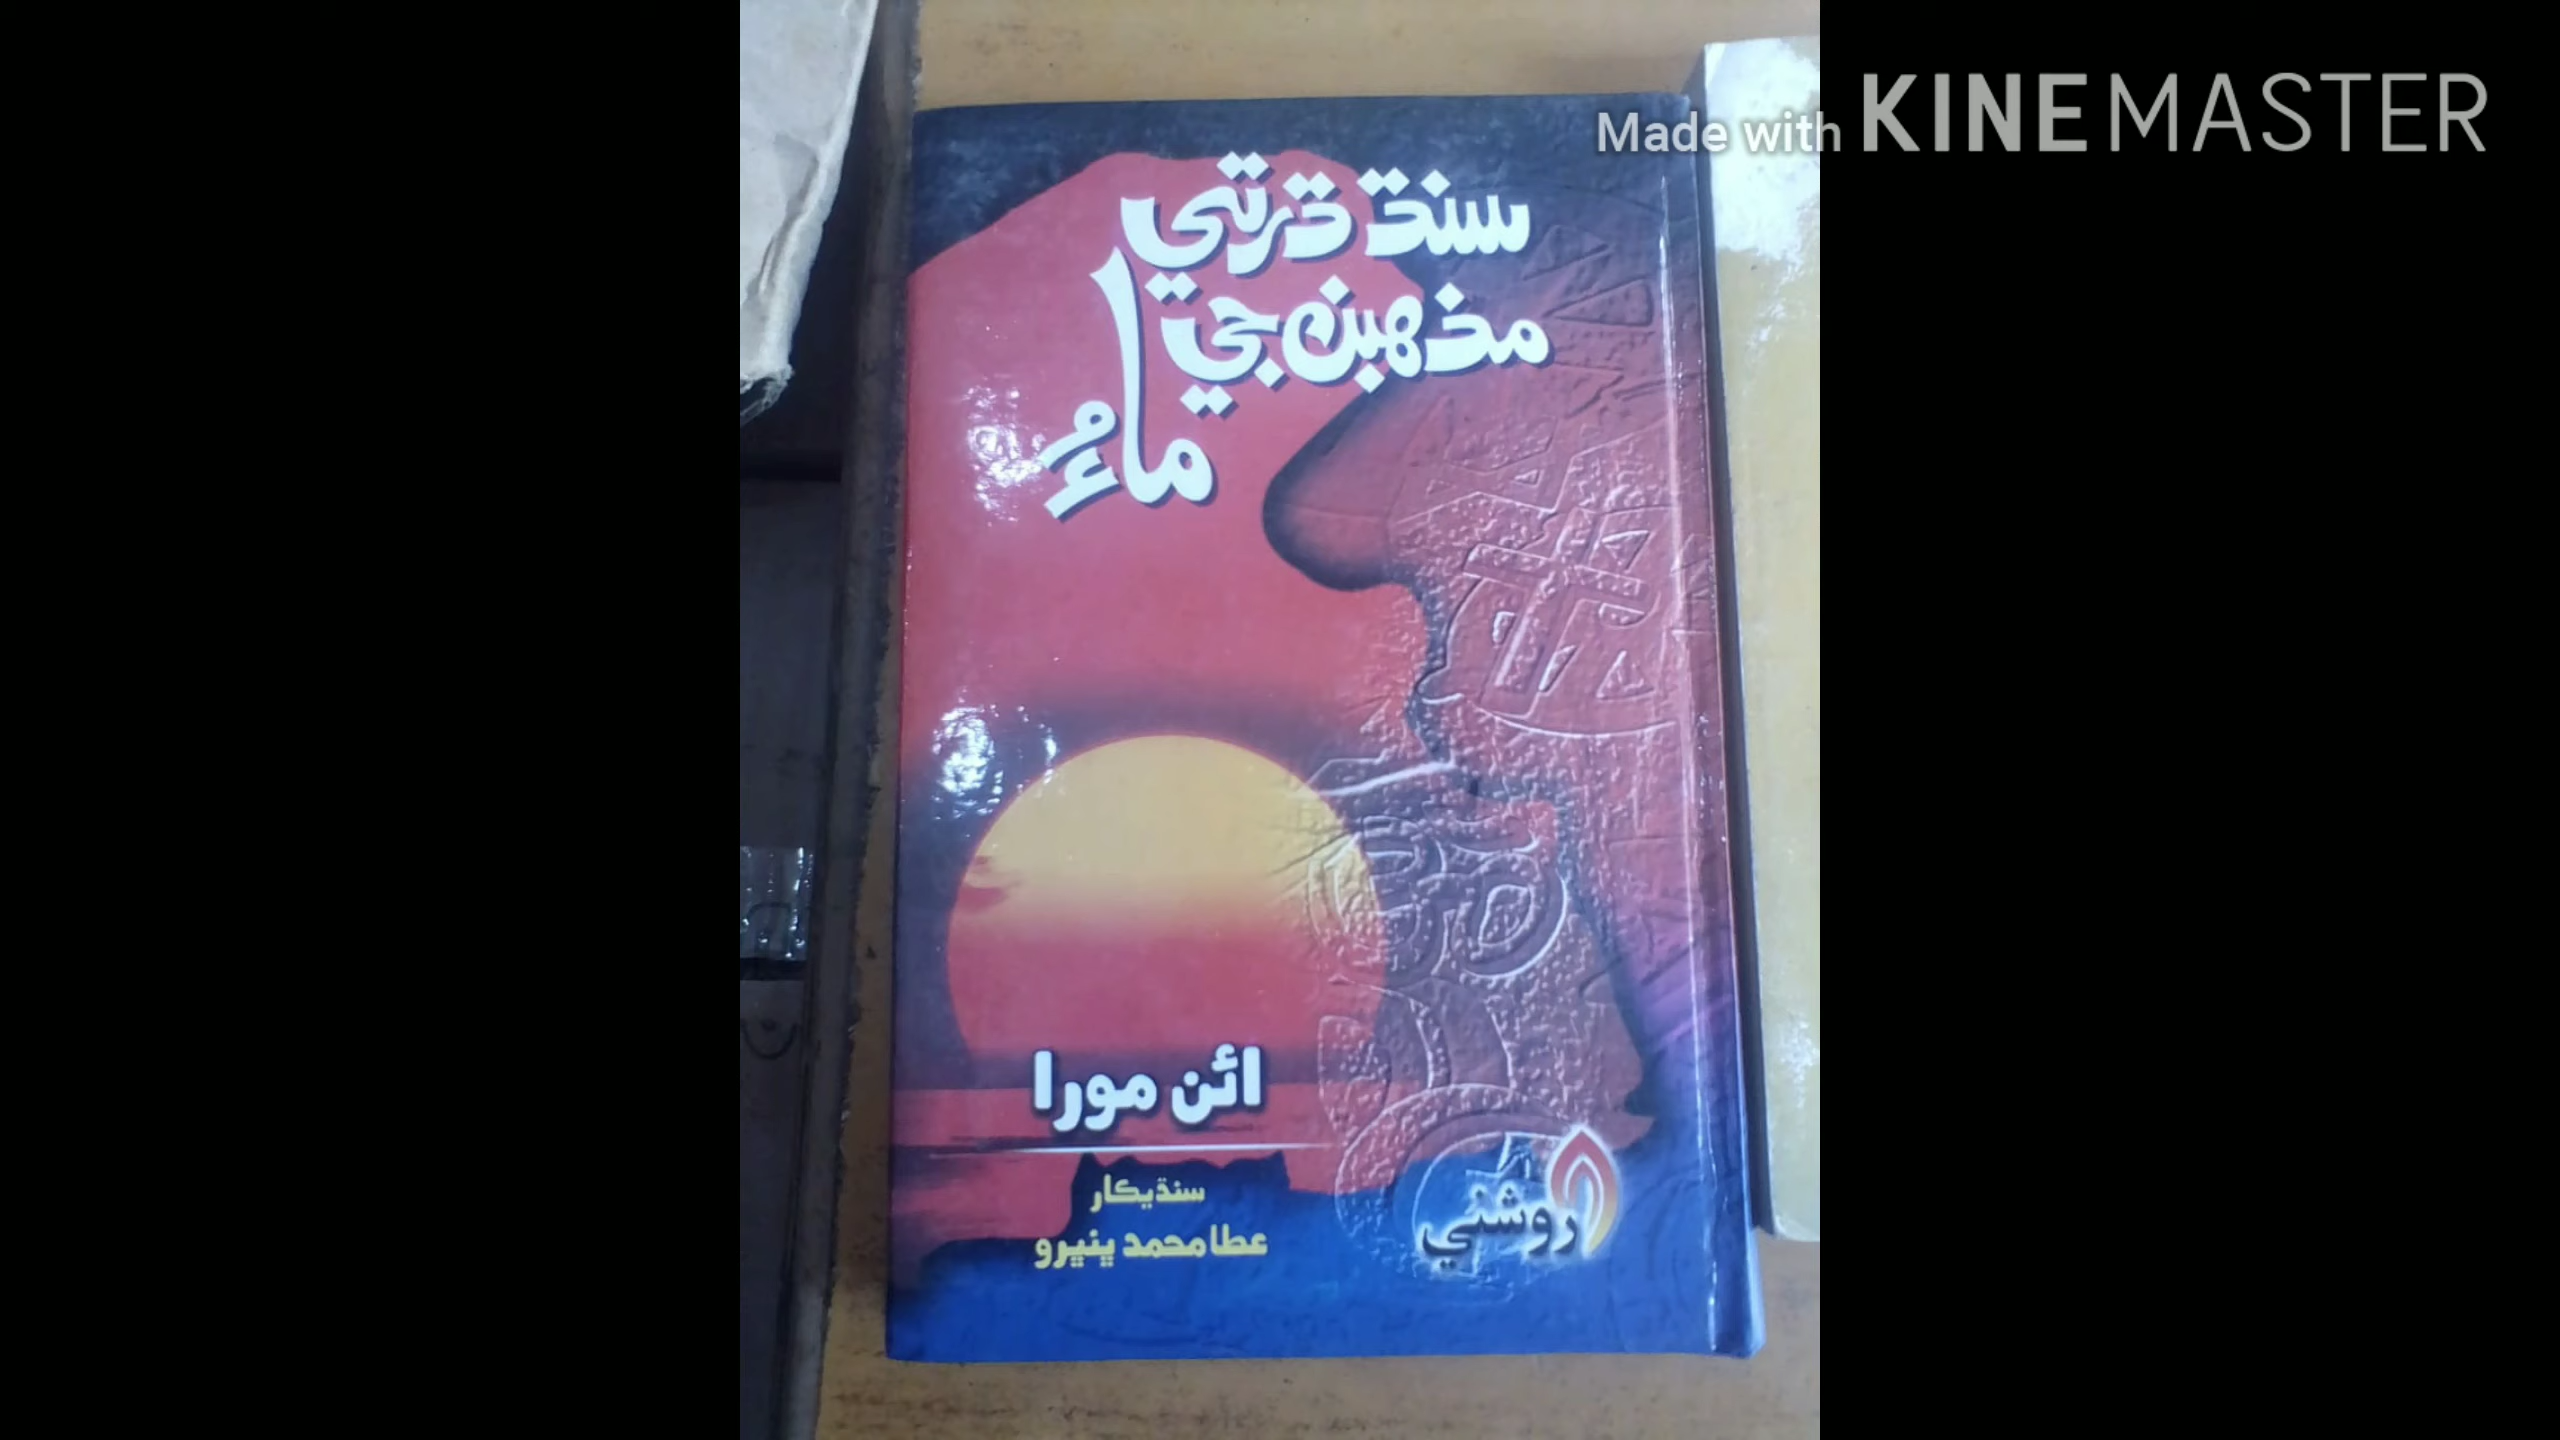 Made with KINEMASTER
سنڌ ڌرتي
مذهبن جي
ماءُ
ائن مورا
سنڌيڪار
عطا محمد ڀنڀرو
روشني